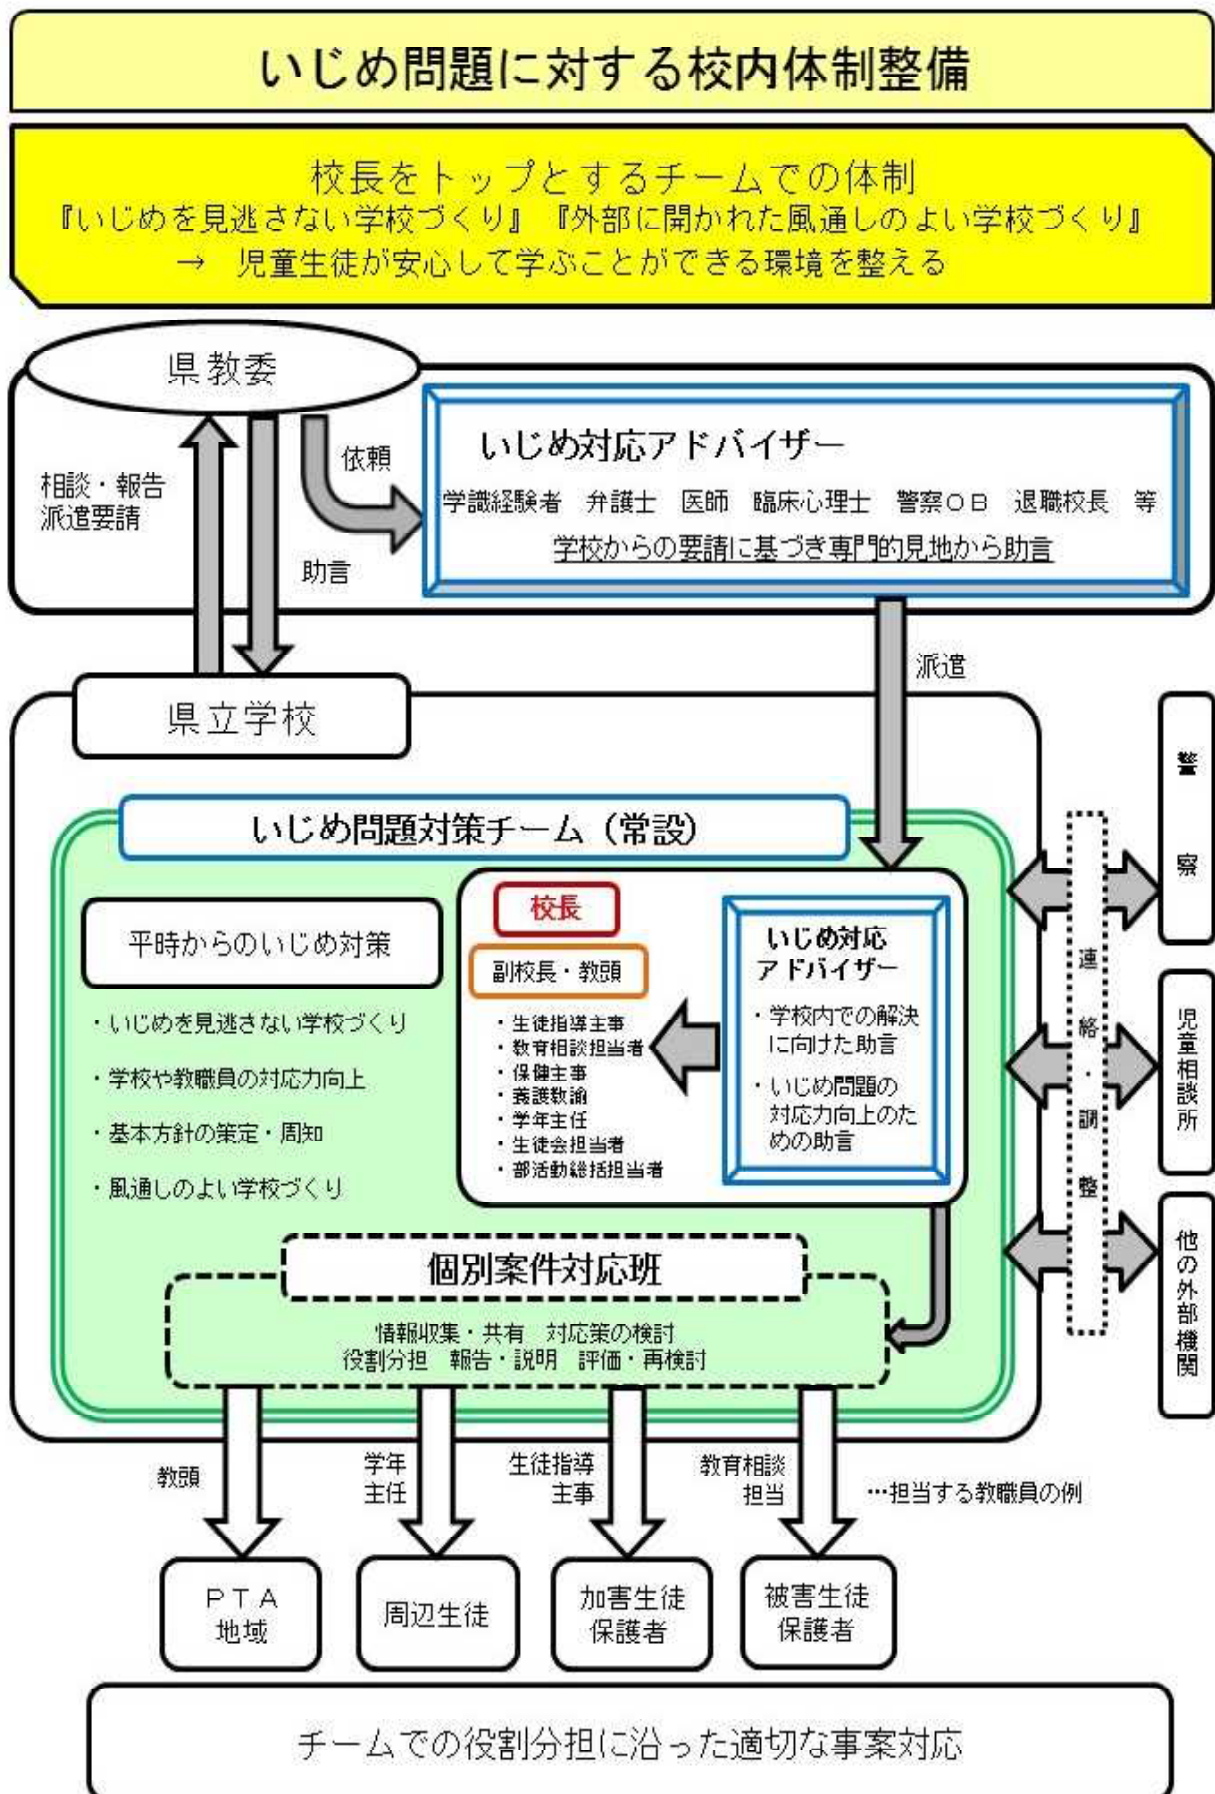 いじめ問題に対する校内体制整備
校長をトップとするチームでの体制
『いじめを見逃さない学校づくり』『外部に開かれた風通しのよい学校づくり』
→ 児童生徒が安心して学ぶことができる環境を整える
県教委
相談・報告
派遣要請
依頼
助言
いじめ対応アドバイザー
学識経験者 弁護士 医師 臨床心理士 警察OB 退職校長 等
学校からの要請に基づき専門的見地から助言
派遣
県立学校
いじめ問題対策チーム（常設）
平時からのいじめ対策
・いじめを見逃さない学校づくり
・学校や教職員の対応力向上
・基本方針の策定・周知
・風通しのよい学校づくり
校長
副校長・教頭
・生徒指導主事
・教育相談担当者
・保健主事
・養護教諭
・学年主任
・生徒会担当者
・部活動総括担当者
いじめ対応
アドバイザー
・学校内での解決
に向けた助言
・いじめ問題の
対応力向上のた
めの助言
個別案件対応班
情報収集・共有 対応策の検討
役割分担 報告・説明 評価・再検討
連絡・調整
警察
児童相談所
他の外部機関
教頭
学年
主任
生徒指導
主事
教育相談
担当
…担当する教職員の例
ＰＴＡ
地域
周辺生徒
加害生徒
保護者
被害生徒
保護者
チームでの役割分担に沿った適切な事案対応